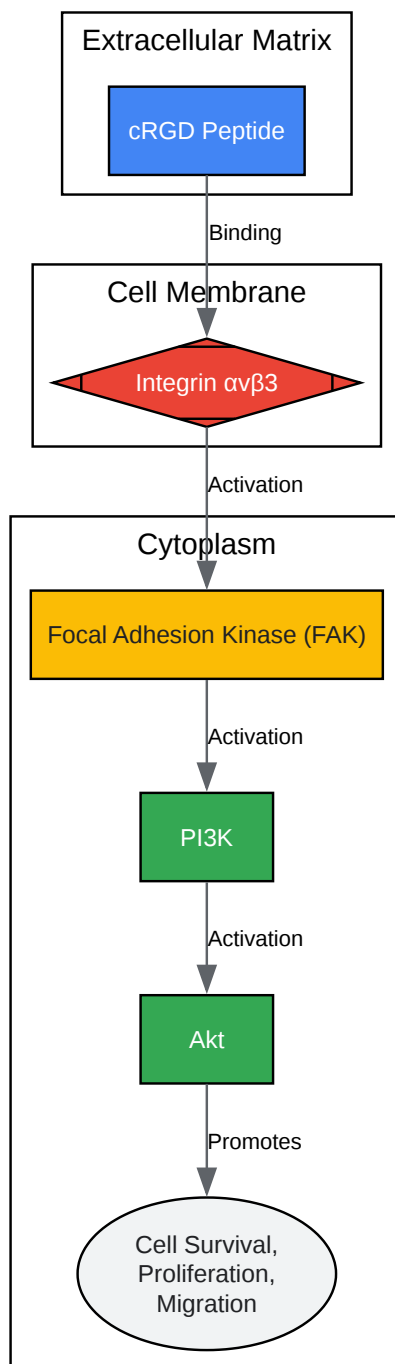 Extracellular Matrix
cRGD Peptide
Binding
Cell Membrane
Integrin αvβ3
Activation
Cytoplasm
Focal Adhesion Kinase (FAK)
Activation
PI3K
Activation
Akt
Promotes
Cell Survival,
Proliferation,
Migration